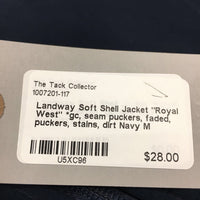 The Tack Collector
1007201-117
Landway Soft Shell Jacket "Royal
West" *gc, seam puckers, faded,
puckers, stains, dirt Navy M
U5XC96
$28.00